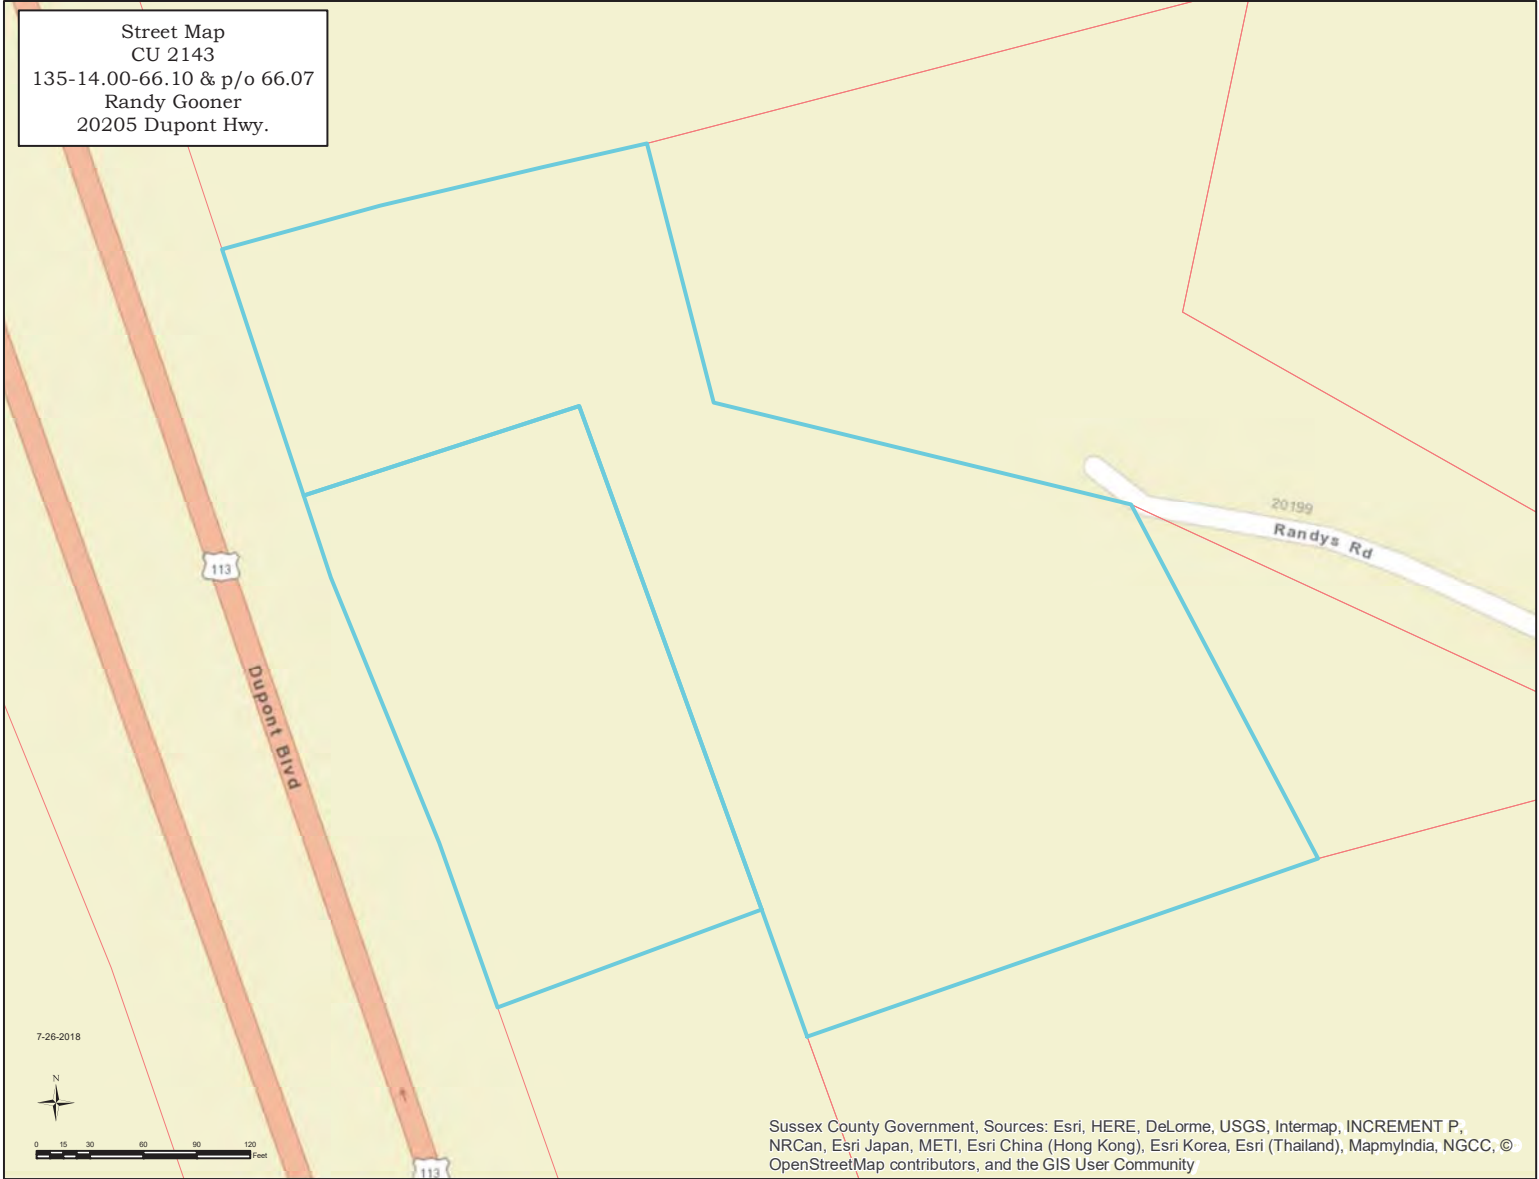 Street Map
CU 2143
135-14.00-66.10 & p/o 66.07
Randy Gooner
20205 Dupont Hwy.
20199
Randys Rd
113
Dupont Blvd
7-26-2018
N
0 15 30 60 90 120
Feet
113
Sussex County Government, Sources: Esri, HERE, DeLorme, USGS, Intermap, INCREMENT P,
NRCan, Esri Japan, METI, Esri China (Hong Kong), Esri Korea, Esri (Thailand), MapmyIndia, NGCC, ©
OpenStreetMap contributors, and the GIS User Community